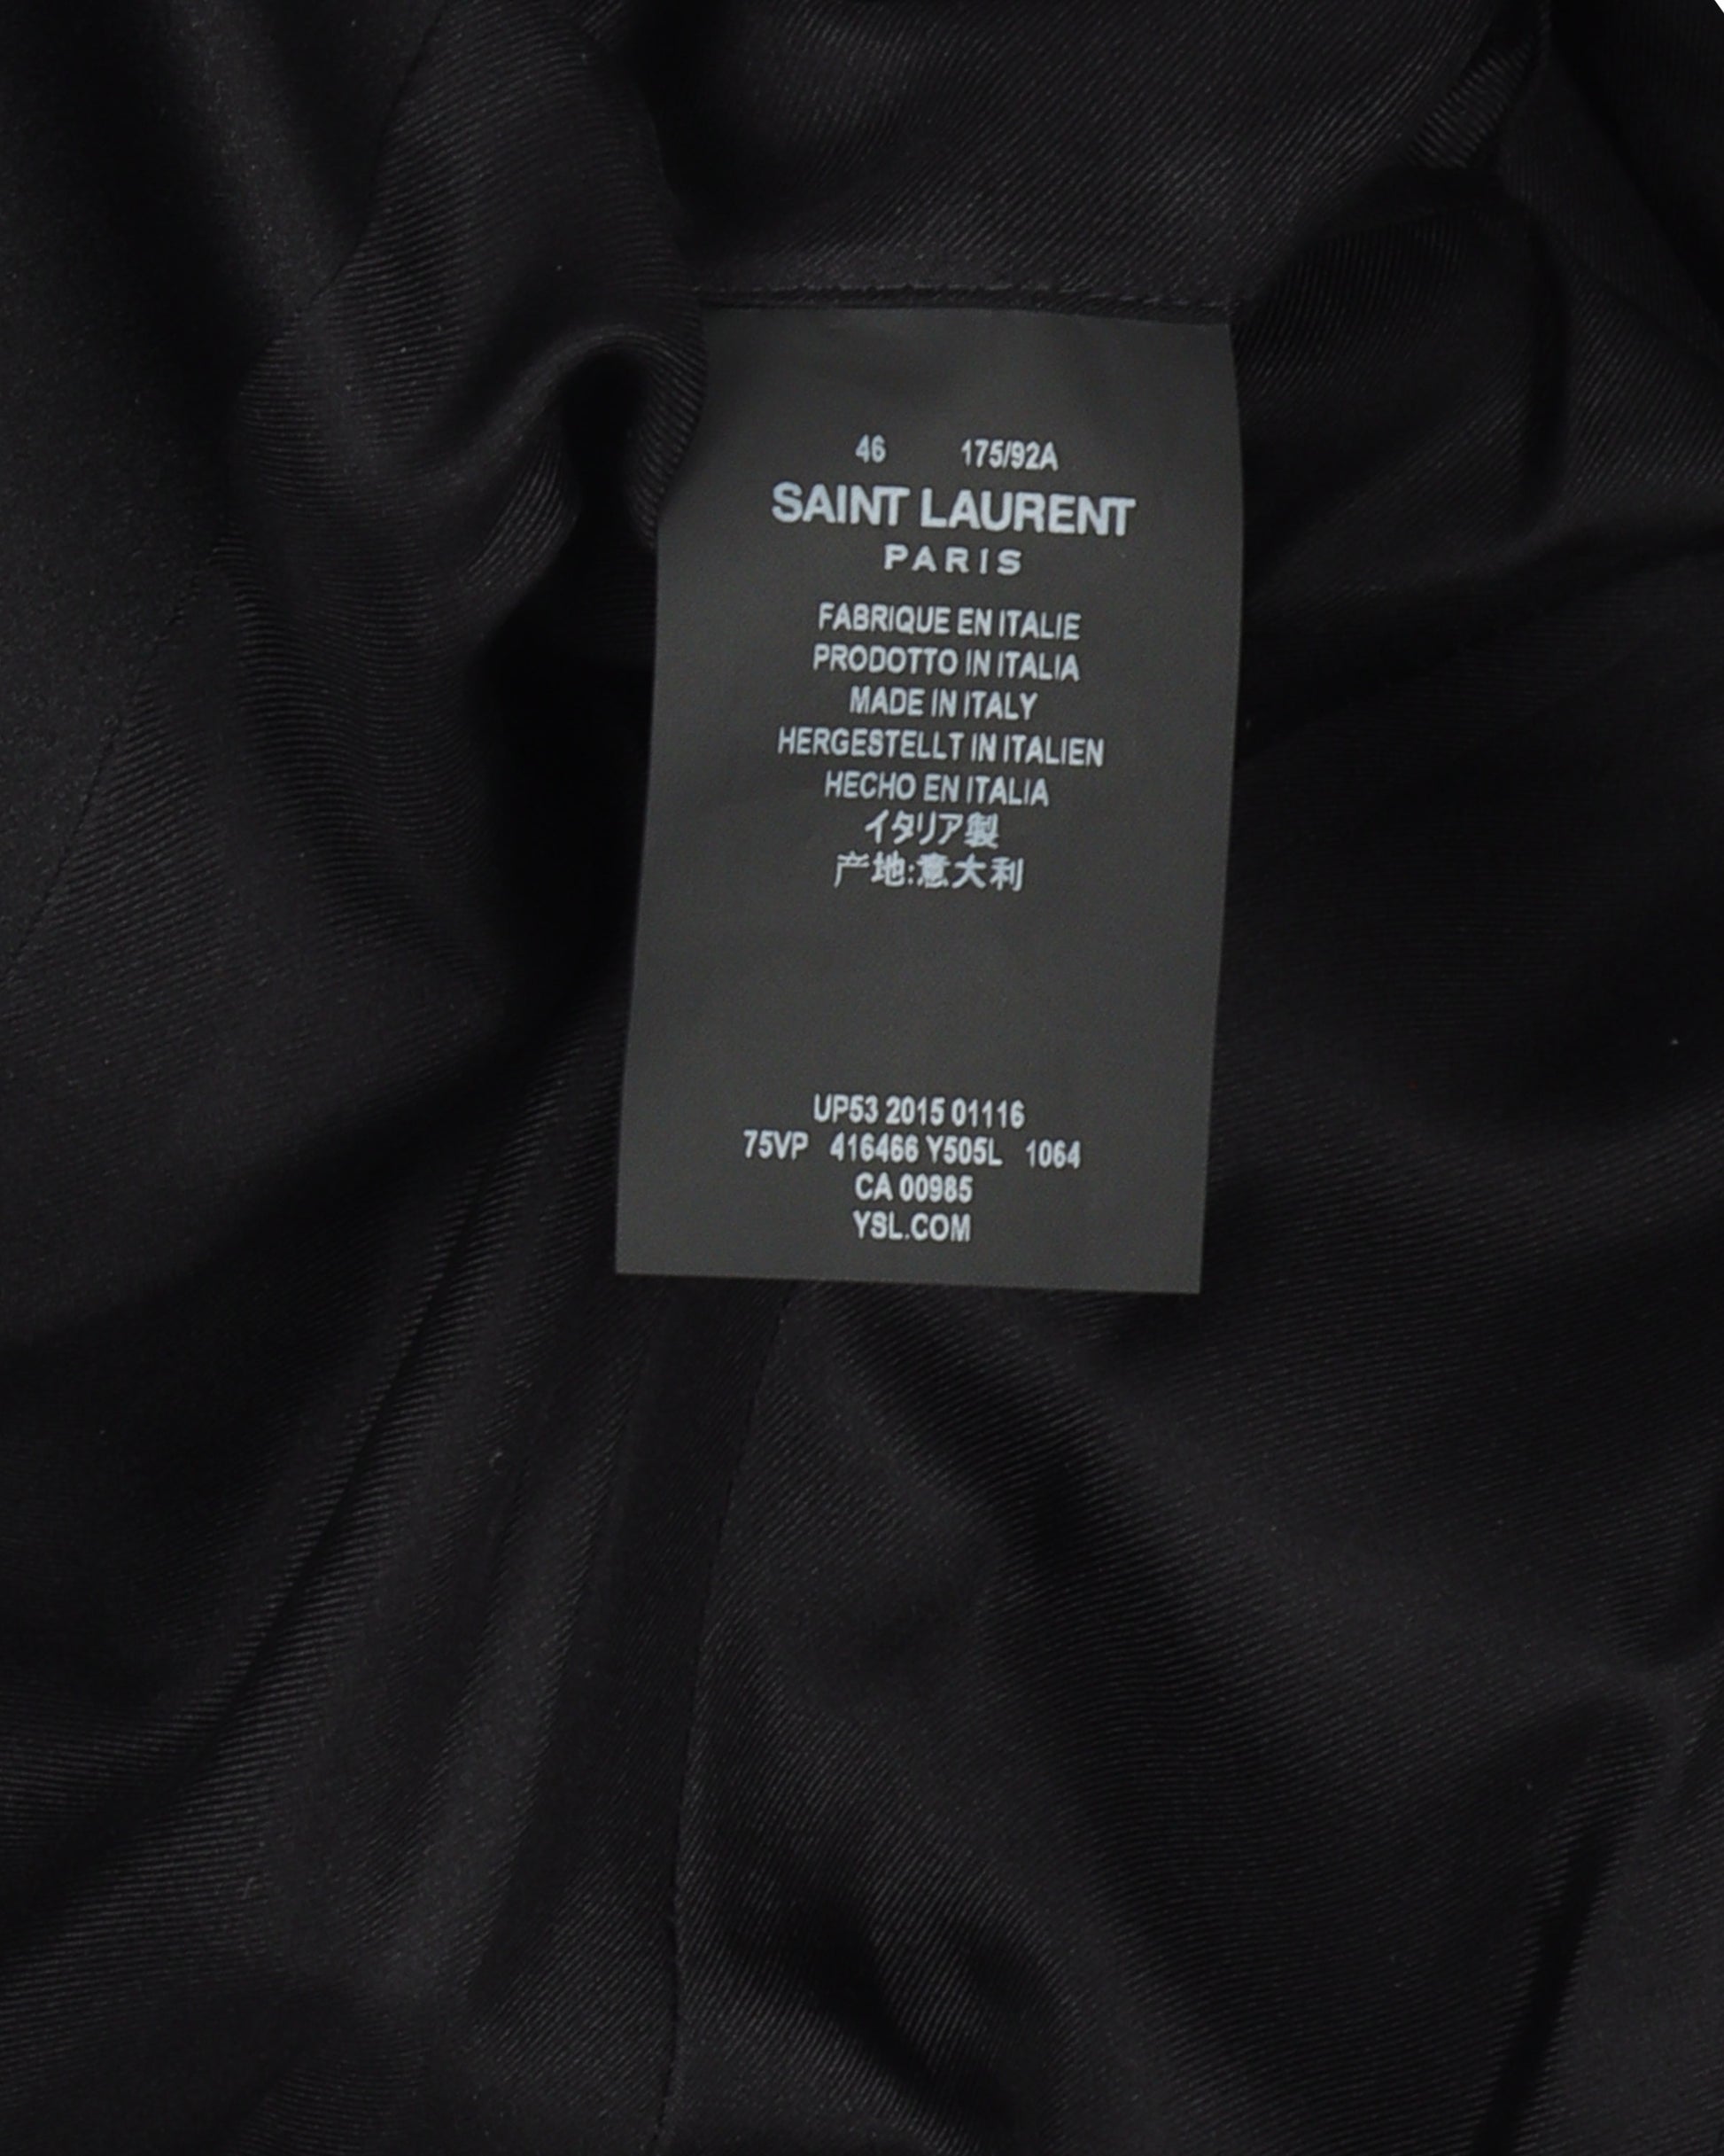 46 175/92A
SAINT LAURENT
PARIS
FABRIQUE EN ITALIE
PRODOTTO IN ITALIA
MADE IN ITALY
HERGESTELLT IN ITALIEN
HECHO EN ITALIA
イタリア製
产地:意大利
UP53 2015 01116
75VP 416466 Y505L 1064
CA 00985
YSL.COM